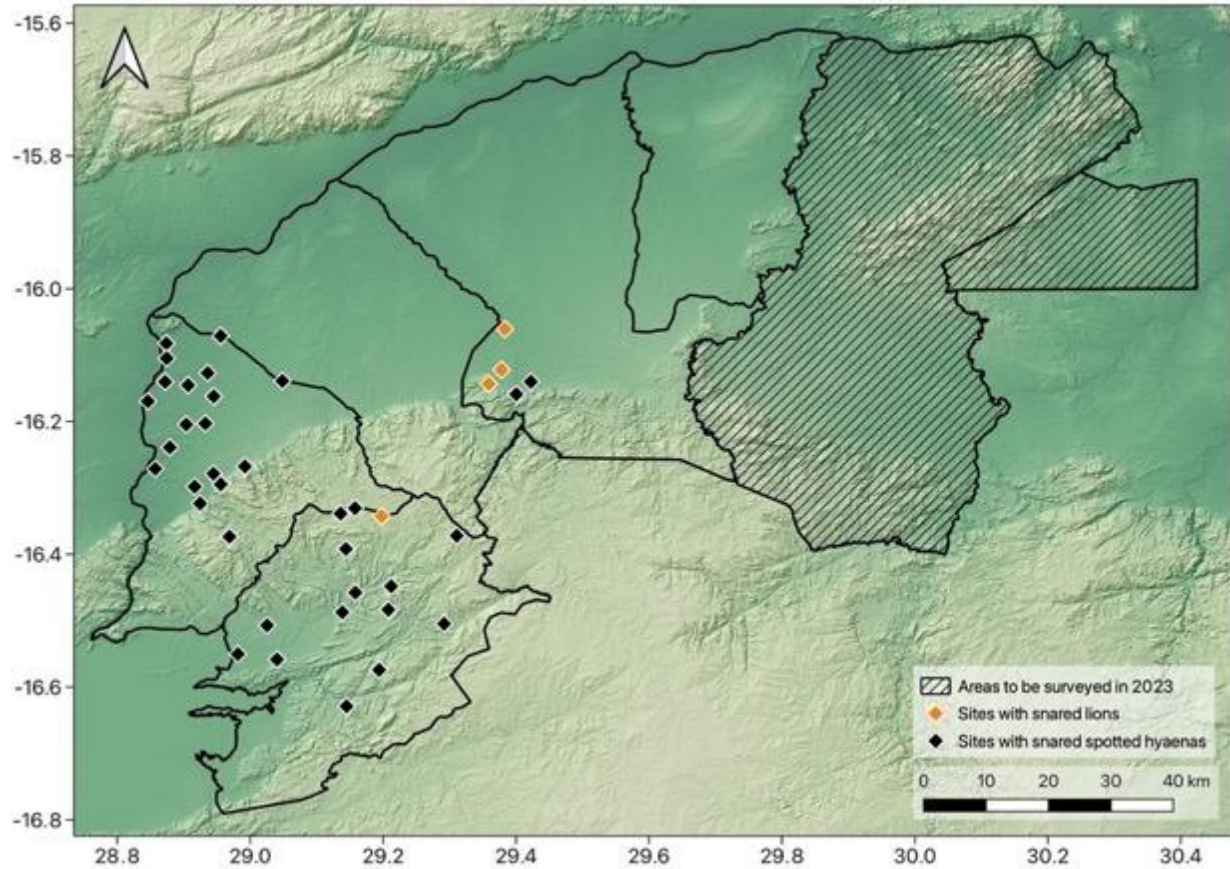 -15.6
-15.8
-16.0
-16.2
-16.4
-16.6
-16.8
Areas to be surveyed in 2023
Sites with snared lions
Sites with snared spotted hyaenas
0 10 20 30 40 km
28.8 29.0 29.2 29.4 29.6 29.8 30.0 30.2 30.4